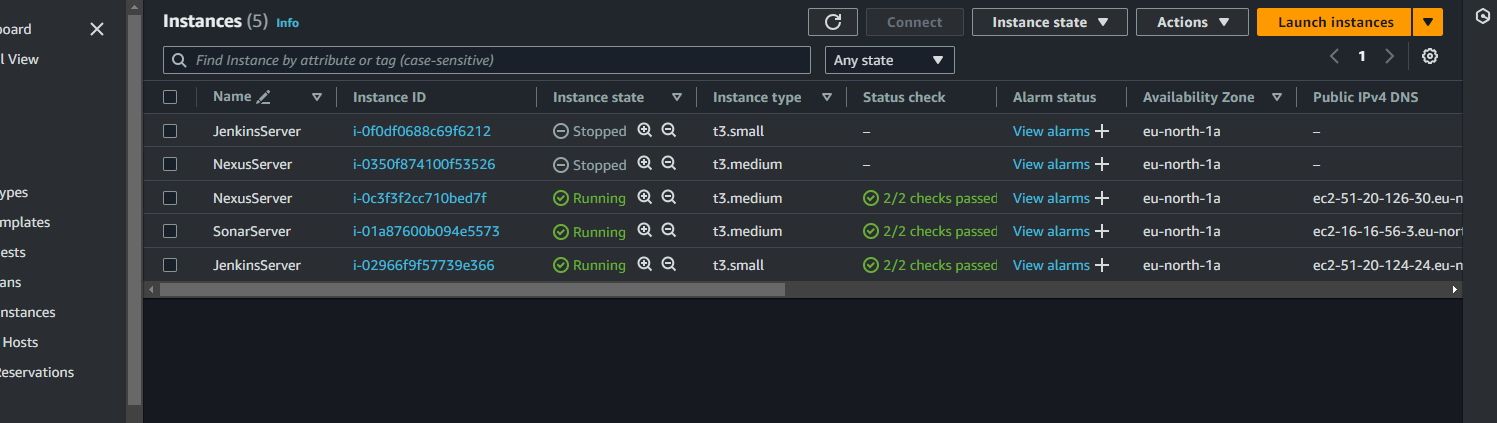 board
l View
ypes
mplates
ests
ans
nstances
Hosts
Reservations
Instances (5) Info
Connect Instance state Actions Launch instances
Find Instance by attribute or tag (case-sensitive) Any state 1
Name Instance ID Instance state Instance type Status check Alarm status Availability Zone Public IPv4 DNS
JenkinsServer i-0f0df0688c69f6212 Stopped t3.small – View alarms + eu-north-1a –
NexusServer i-0350f874100f53526 Stopped t3.medium – View alarms + eu-north-1a –
NexusServer i-0c3f3f2cc710bed7f Running t3.medium 2/2 checks passed View alarms + eu-north-1a ec2-51-20-126-30.eu-n
SonarServer i-01a87600b094e5573 Running t3.medium 2/2 checks passed View alarms + eu-north-1a ec2-16-16-56-3.eu-nor
JenkinsServer i-02966f9f57739e366 Running t3.small 2/2 checks passed View alarms + eu-north-1a ec2-51-20-124-24.eu-n